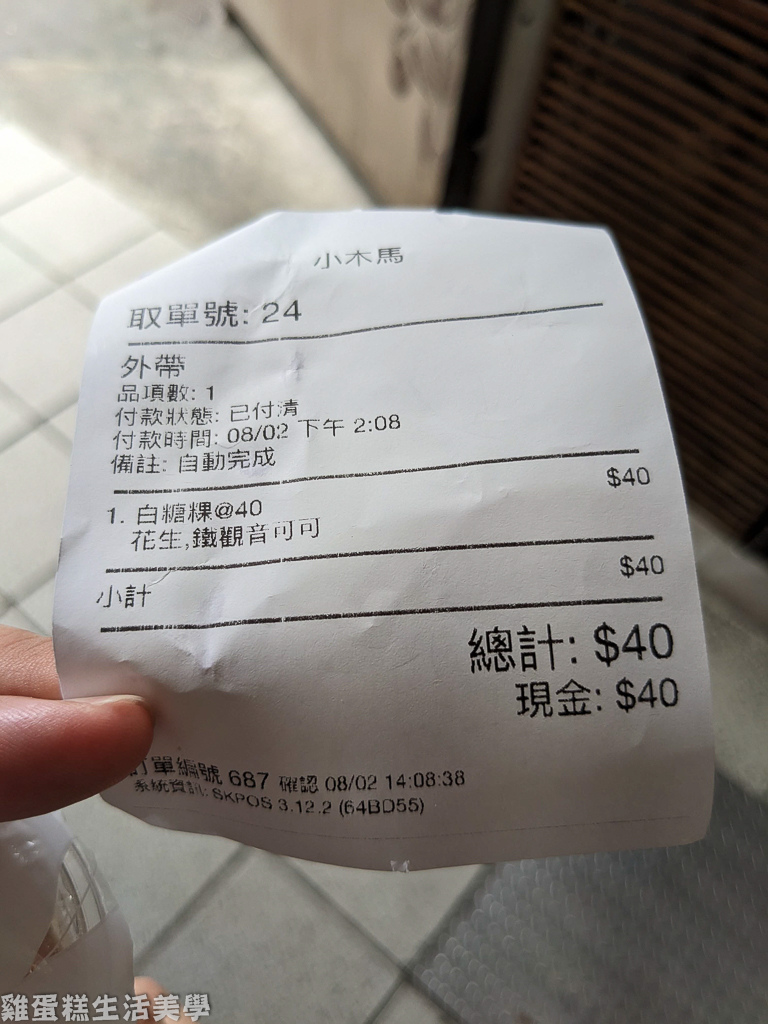 小木馬
取單號: 24
外帶
品項數: 1
付款狀態: 已付清
付款時間: 08/02 下午 2:08
備註: 自動完成
$40
1. 白糖粿@40
花生,鐵觀音可可
$40
小計
總計: $40
現金: $40
訂單編號 687 確認 08/02 14:08:38
系統資訊: SKPOS 3.12.2 (64BD55)
雞蛋糕生活美學